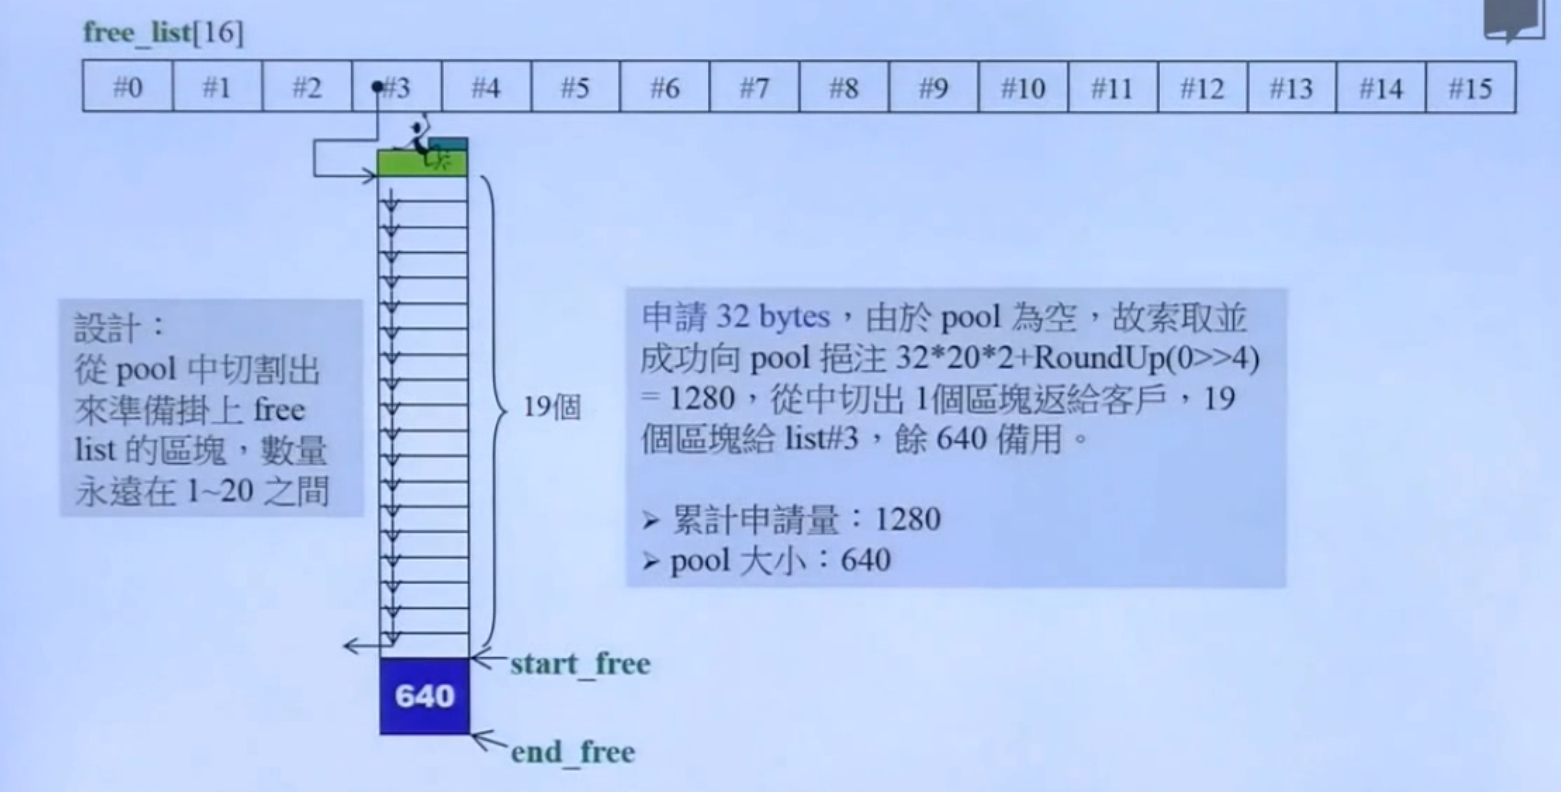 free_list[16]
#0 #1 #2 #3 #4 #5 #6 #7 #8 #9 #10 #11 #12 #13 #14 #15
設計：
從 pool 中切割出
來準備掛上 free
list 的區塊，數量
永遠在 1~20 之間
19個
申請 32 bytes，由於 pool 為空，故索取並
成功向 pool 挹注 32*20*2+RoundUp(0>>4)
= 1280，從中切出 1個區塊返給客戶，19
個區塊給 list#3，餘 640 備用。
➢ 累計申請量：1280
➢ pool 大小：640
start_free
640
end_free